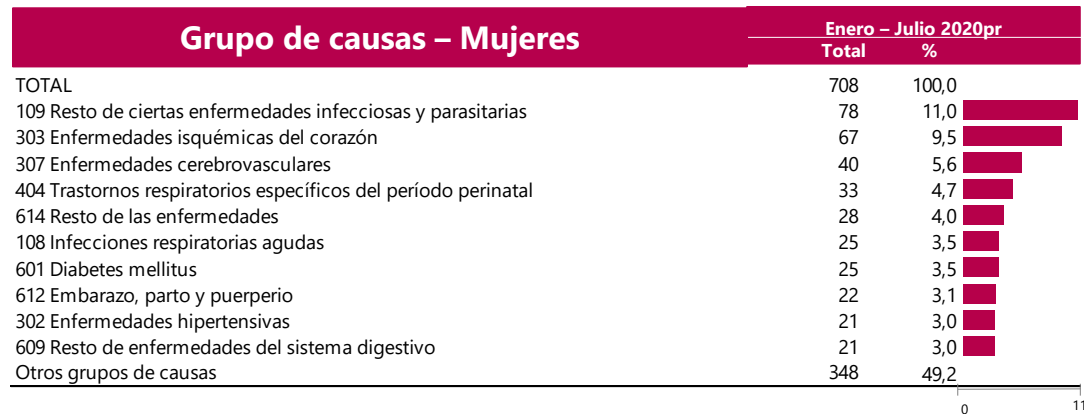 Grupo de causas – Mujeres
Enero – Julio 2020pr
Total %
TOTAL 708 100,0
109 Resto de ciertas enfermedades infecciosas y parasitarias 78 11,0
303 Enfermedades isquémicas del corazón 67 9,5
307 Enfermedades cerebrovasculares 40 5,6
404 Trastornos respiratorios específicos del período perinatal 33 4,7
614 Resto de las enfermedades 28 4,0
108 Infecciones respiratorias agudas 25 3,5
601 Diabetes mellitus 25 3,5
612 Embarazo, parto y puerperio 22 3,1
302 Enfermedades hipertensivas 21 3,0
609 Resto de enfermedades del sistema digestivo 21 3,0
Otros grupos de causas 348 49,2
0 11